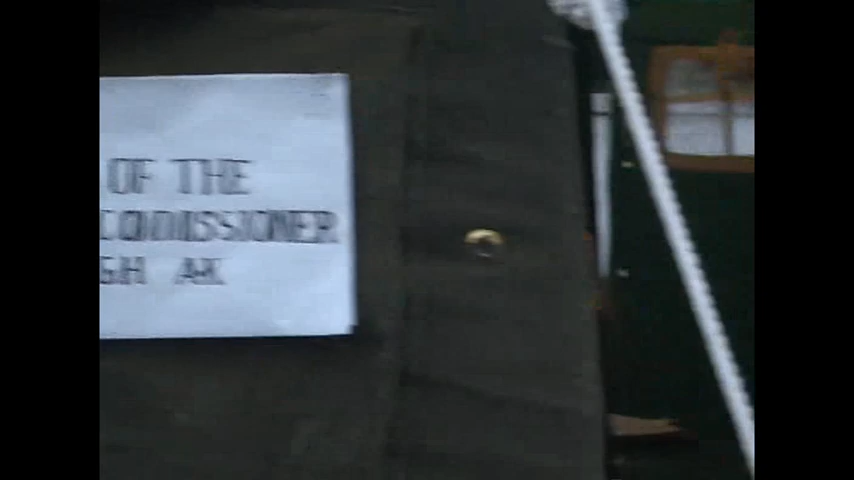 OF THE
COMMISSIONER
GH AK